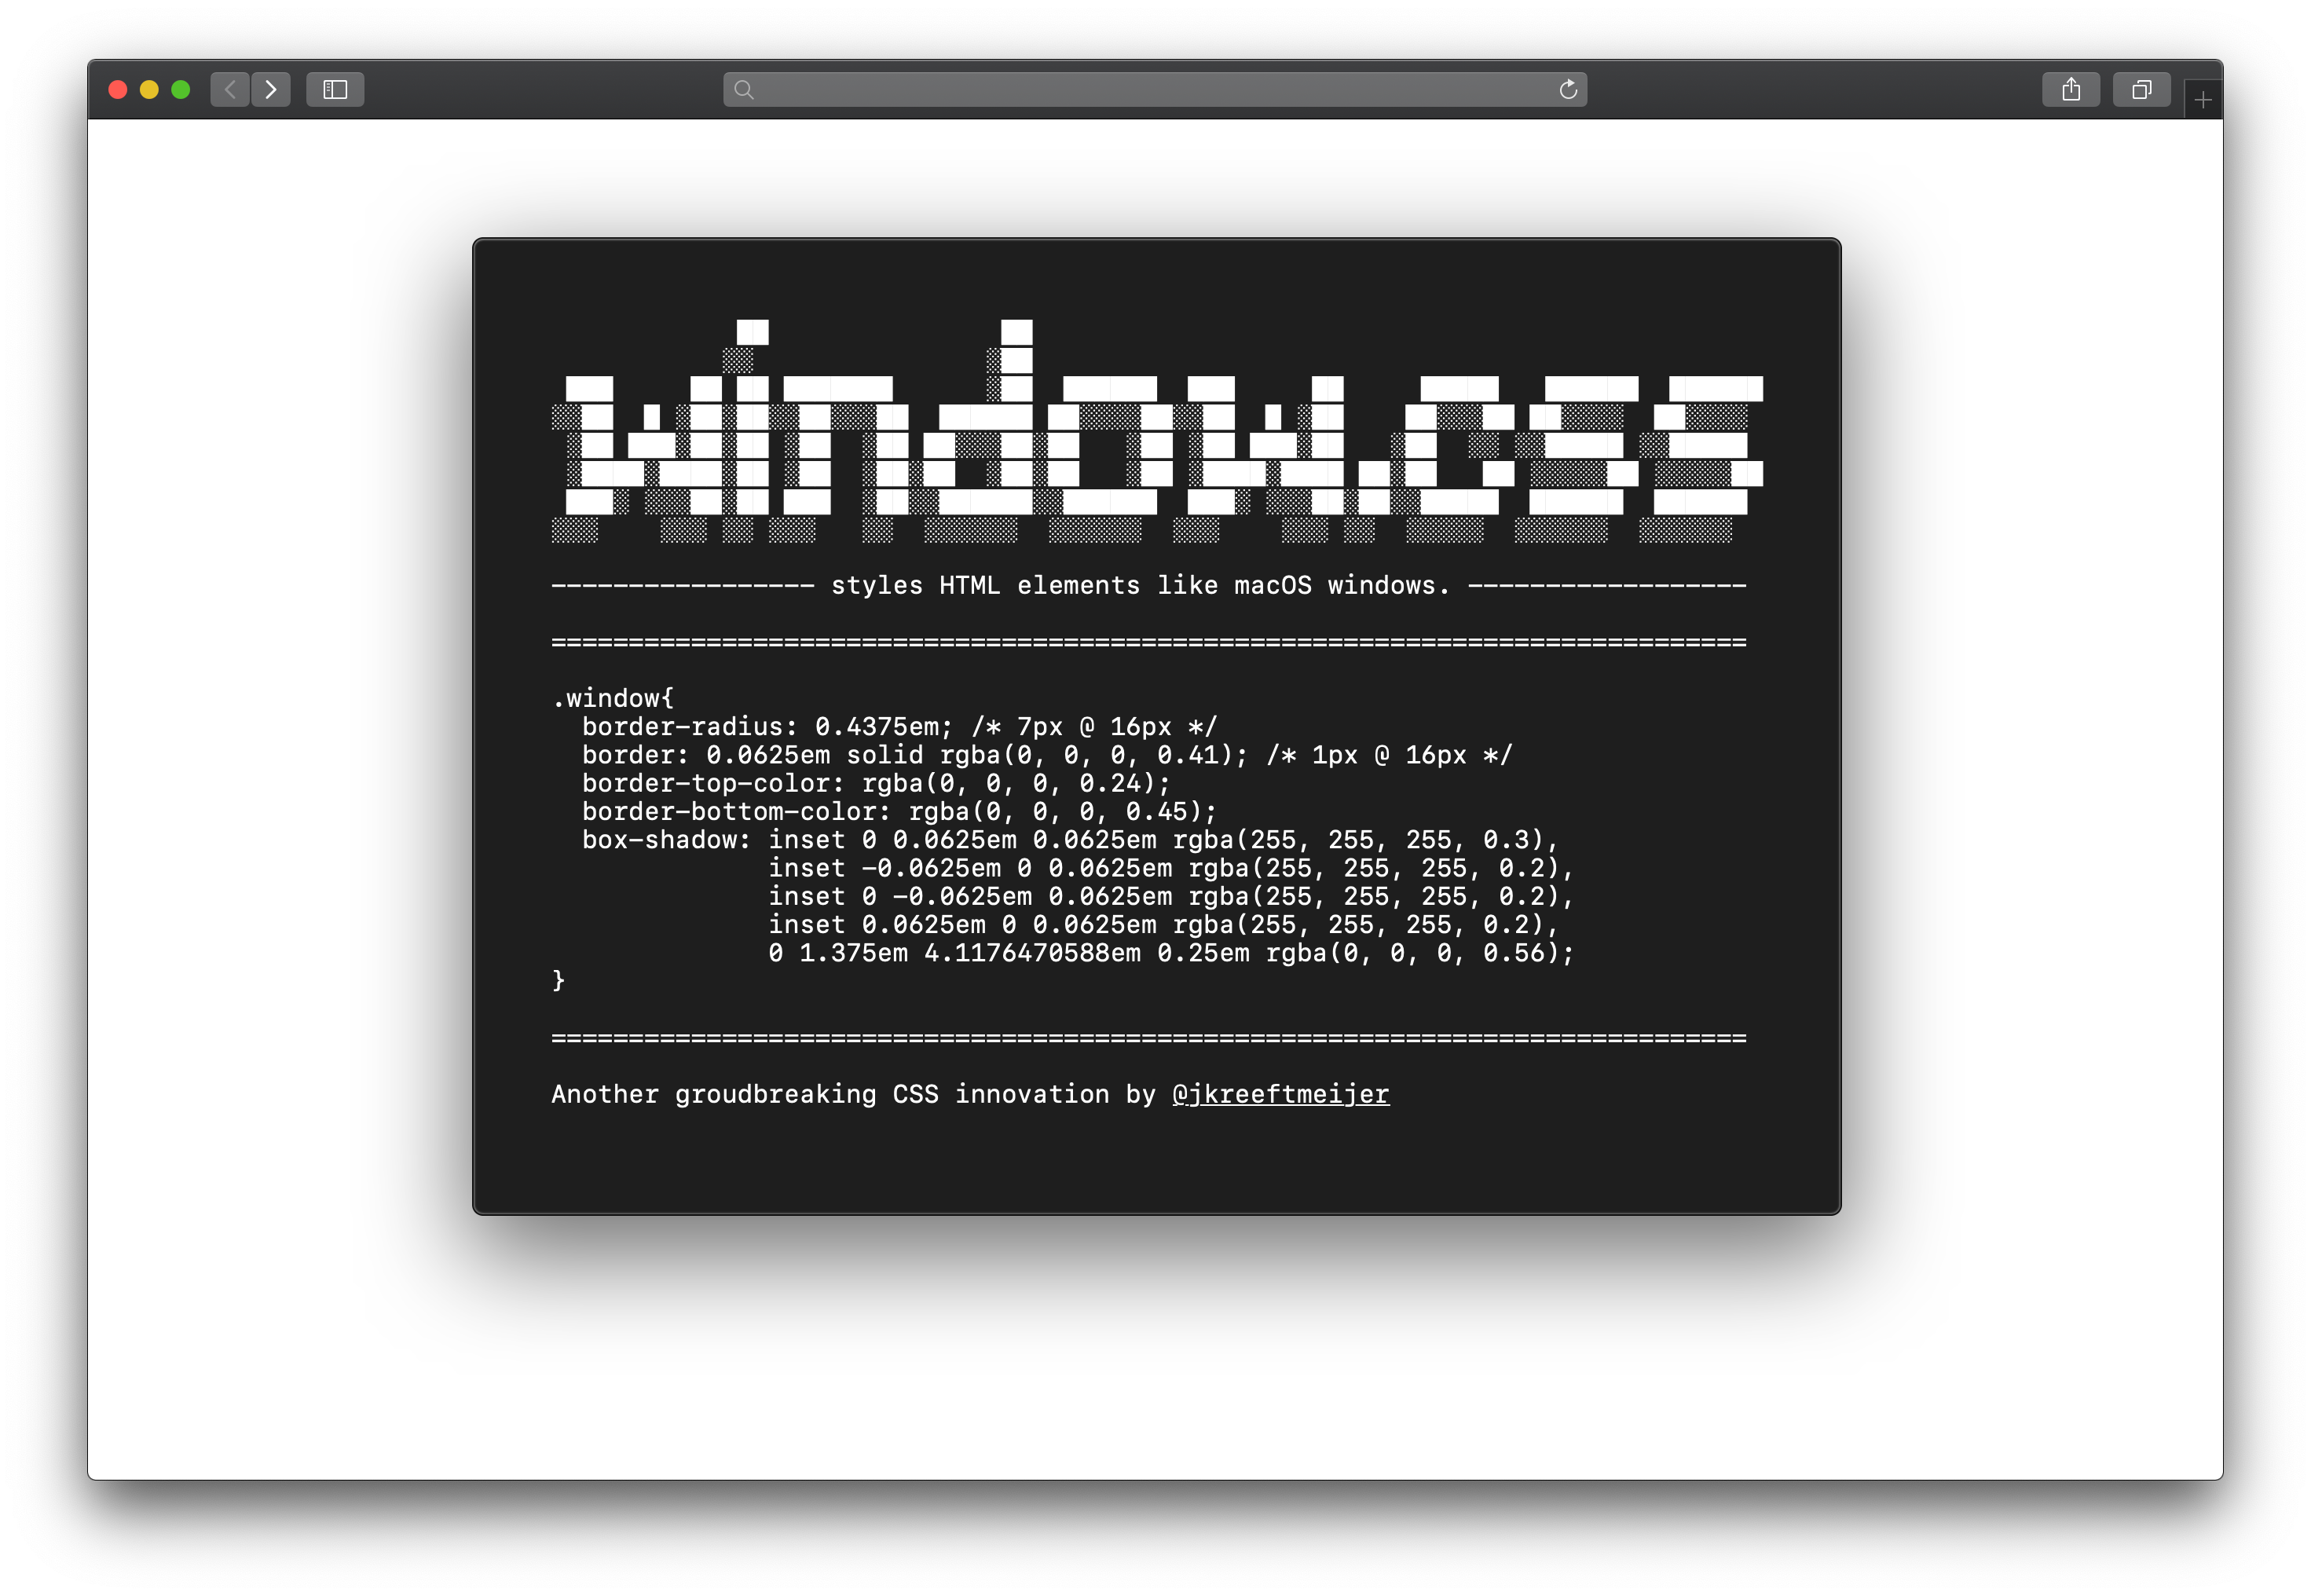 window.css
----------------- styles HTML elements like macOS windows. ------------------
=============================================================================
.window{
  border-radius: 0.4375em; /* 7px @ 16px */
  border: 0.0625em solid rgba(0, 0, 0, 0.41); /* 1px @ 16px */
  border-top-color: rgba(0, 0, 0, 0.24);
  border-bottom-color: rgba(0, 0, 0, 0.45);
  box-shadow: inset 0 0.0625em 0.0625em rgba(255, 255, 255, 0.3),
              inset -0.0625em 0 0.0625em rgba(255, 255, 255, 0.2),
              inset 0 -0.0625em 0.0625em rgba(255, 255, 255, 0.2),
              inset 0.0625em 0 0.0625em rgba(255, 255, 255, 0.2),
              0 1.375em 4.1176470588em 0.25em rgba(0, 0, 0, 0.56);
}
=============================================================================
Another groudbreaking CSS innovation by @jkreeftmeijer